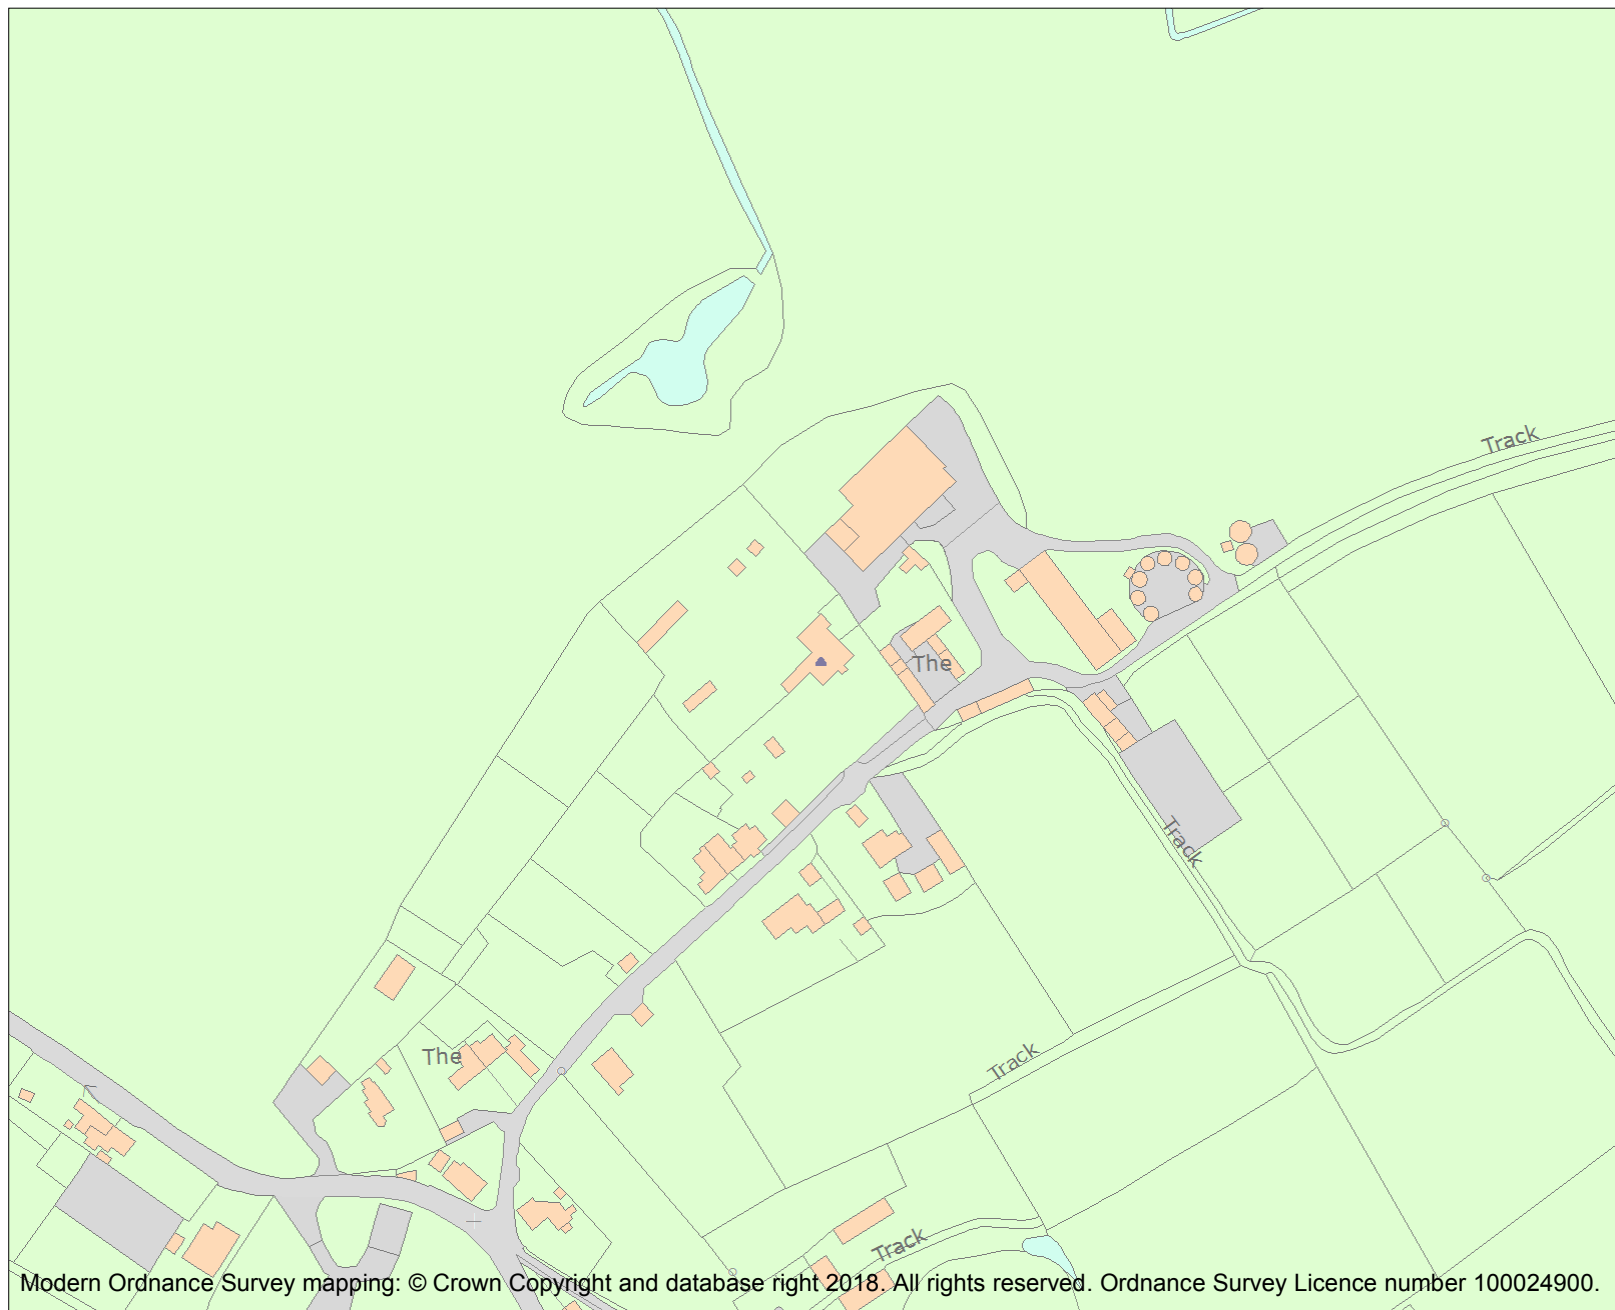 Track
The
Track
The
Track
Track
Modern Ordnance Survey mapping: © Crown Copyright and database right 2018. All rights reserved. Ordnance Survey Licence number 100024900.